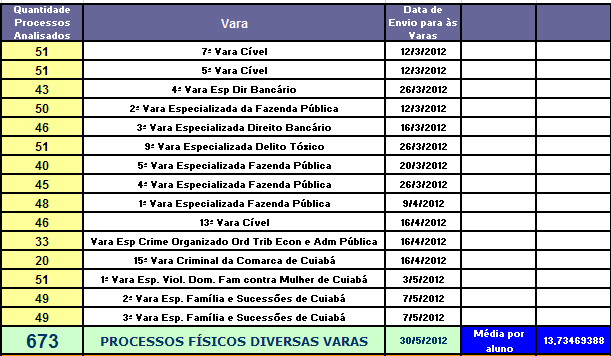 Quantidade Processos Analisados Vara Data de Envio para às Varas
51 7ª Vara Cível 12/3/2012
51 5ª Vara Cível 12/3/2012
43 4ª Vara Esp Dir Bancário 26/3/2012
50 2ª Vara Especializada da Fazenda Pública 12/3/2012
46 3ª Vara Especializada Direito Bancário 16/3/2012
51 9ª Vara Especializada Delito Tóxico 26/3/2012
40 5ª Vara Especializada Fazenda Pública 20/3/2012
45 4ª Vara Especializada Fazenda Pública 26/3/2012
48 1ª Vara Especializada Fazenda Pública 9/4/2012
46 13ª Vara Cível 16/4/2012
33 Vara Esp Crime Organizado Ord Trib Econ e Adm Pública 16/4/2012
20 15ª Vara Criminal da Comarca de Cuiabá 16/4/2012
51 1ª Vara Esp. Viol. Dom. Fam contra Mulher de Cuiabá 3/5/2012
49 2ª Vara Esp. Família e Sucessões de Cuiabá 7/5/2012
49 3ª Vara Esp. Família e Sucessões de Cuiabá 7/5/2012
673 PROCESSOS FÍSICOS DIVERSAS VARAS 30/5/2012 Média por aluno 13,73469388